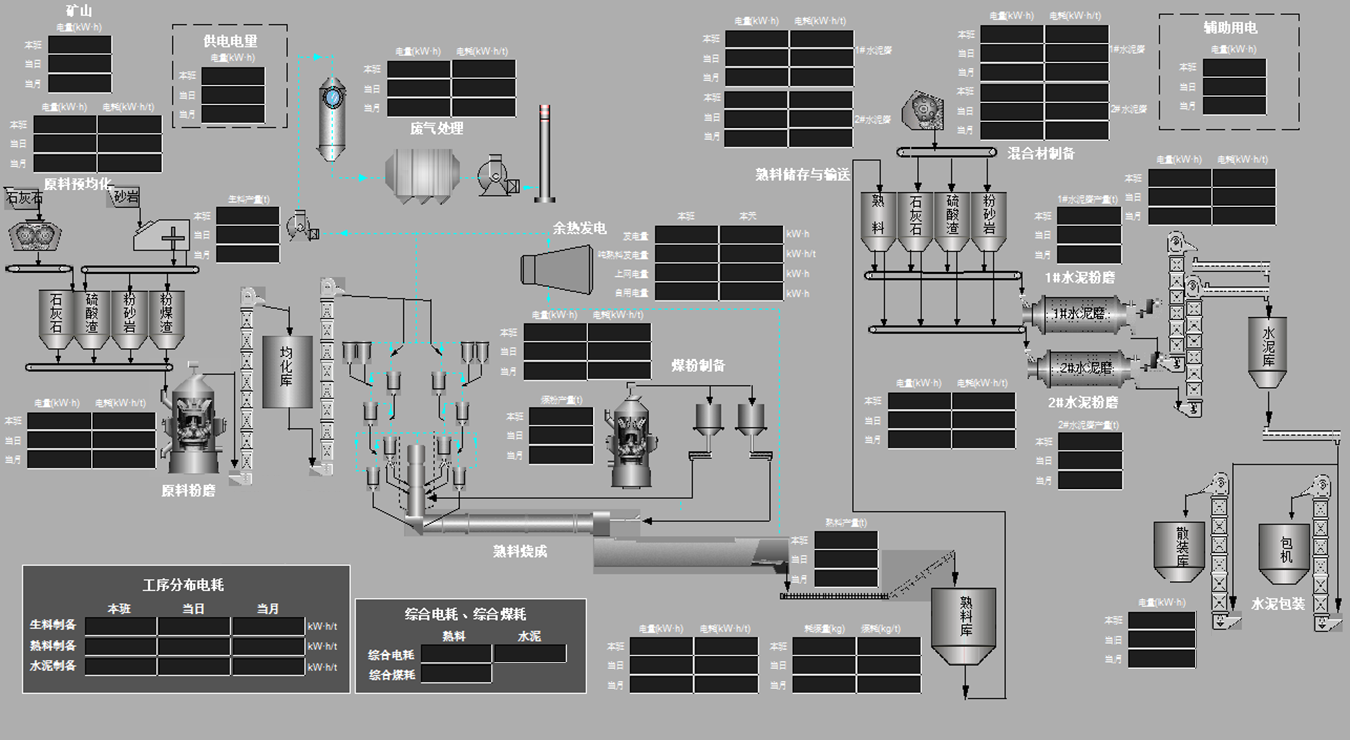 矿山
电量(kW·h)
本班
当日
当月
电量(kW·h) 电耗(kW·h/t)
本班
当日
当月
原料预均化
供电电量
电量(kW·h)
本班
当日
当月
电量(kW·h) 电耗(kW·h/t)
本班
当日
当月
废气处理
石灰石
砂岩
生料产量(t)
本班
当日
当月
石灰石
硫酸渣
粉砂岩
粉煤渣
均化库
电量(kW·h) 电耗(kW·h/t)
本班
当日
当月
原料粉磨
余热发电
本班 本天
发电量 kW·h
吨熟料发电量 kW·h/t
上网电量 kW·h
自用电量 kW·h
电量(kW·h) 电耗(kW·h/t)
本班
当日
当月
煤粉制备
煤粉产量(t)
本班
当日
当月
熟料烧成
熟料产量(t)
本班
当日
当月
电量(kW·h) 电耗(kW·h/t)
本班
当日
当月
1#水泥磨
本班
当日
当月
2#水泥磨
熟料储存与输送
电量(kW·h) 电耗(kW·h/t)
本班
当日
当月
1#水泥磨
本班
当日
当月
2#水泥磨
混合材制备
辅助用电
电量(kW·h)
本班
当日
当月
电量(kW·h) 电耗(kW·h/t)
本班
当日
当月
熟料
石灰石
硫酸渣
粉砂岩
1#水泥磨产量(t)
本班
当日
当月
1#水泥粉磨
1#水泥磨
2#水泥磨
2#水泥粉磨
水泥库
电量(kW·h) 电耗(kW·h/t)
本班
当日
当月
2#水泥磨产量(t)
本班
当日
当月
散装库
包机
水泥包装
电量(kW·h)
本班
当日
当月
熟料库
工序分布电耗
本班 当日 当月
生料制备 kW·h/t
熟料制备 kW·h/t
水泥制备 kW·h/t
综合电耗、综合煤耗
熟料 水泥
综合电耗
综合煤耗
电量(kW·h) 电耗(kW·h/t)
本班
当日
当月
耗煤量(kg) 煤耗(kg/t)
本班
当日
当月